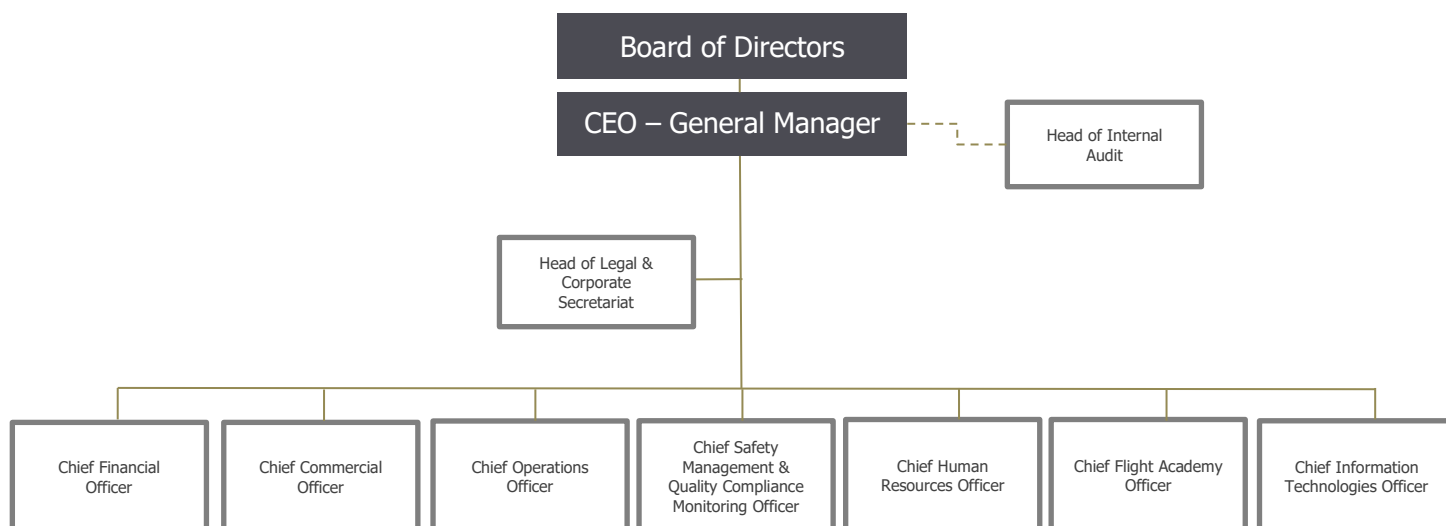 Board of Directors
CEO – General Manager
Head of Internal
Audit
Head of Legal &
Corporate
Secretariat
Chief Financial
Officer
Chief Commercial
Officer
Chief Operations
Officer
Chief Safety
Management &
Quality Compliance
Monitoring Officer
Chief Human
Resources Officer
Chief Flight Academy
Officer
Chief Information
Technologies Officer